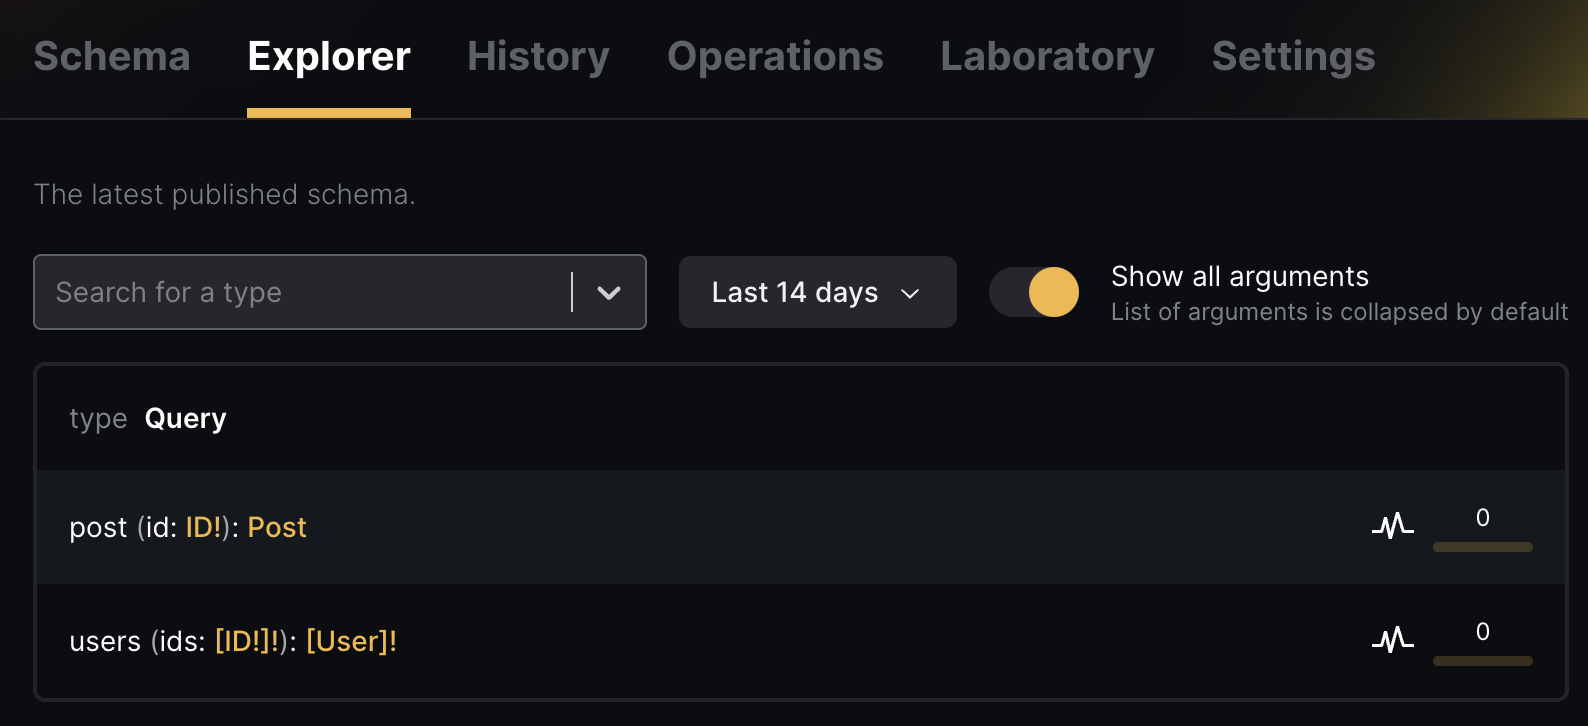 Schema Explorer History Operations Laboratory Settings
The latest published schema.
Search for a type
Last 14 days
Show all arguments
List of arguments is collapsed by default
type Query
post (id: ID!): Post
0
users (ids: [ID!]!): [User]!
0